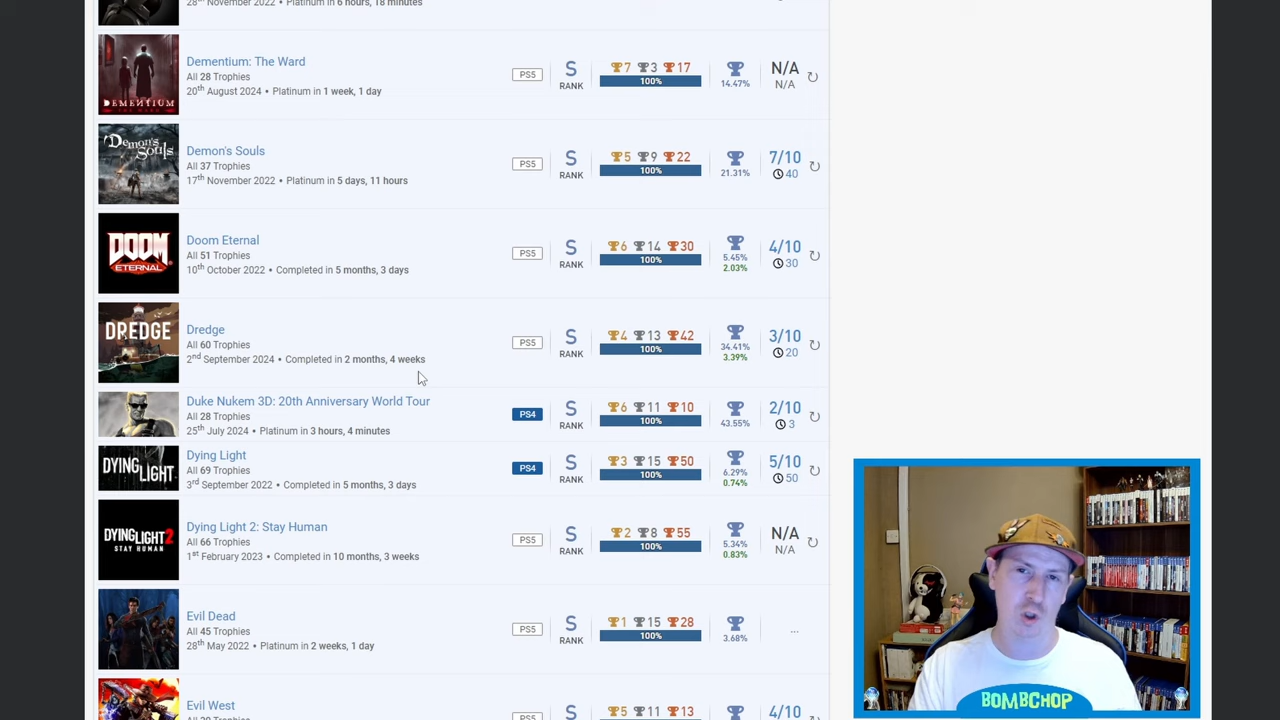 28th November 2022 • Platinum in 6 hours, 18 minutes
DEMENTIUM
THE WARD
Dementium: The Ward
All 28 Trophies
20th August 2024 • Platinum in 1 week, 1 day
PS5
S
RANK
7 3 17
100%
14.47%
N/A
N/A
Demon's Souls
Demon's Souls
All 37 Trophies
17th November 2022 • Platinum in 5 days, 11 hours
PS5
S
RANK
5 9 22
100%
21.31%
7/10
40
DOOM
ETERNAL
Doom Eternal
All 51 Trophies
10th October 2022 • Completed in 5 months, 3 days
PS5
S
RANK
6 14 30
100%
5.45%
2.03%
4/10
30
DREDGE
Dredge
All 60 Trophies
2nd September 2024 • Completed in 2 months, 4 weeks
PS5
S
RANK
4 13 42
100%
34.41%
3.39%
3/10
20
Duke Nukem 3D: 20th Anniversary World Tour
All 28 Trophies
25th July 2024 • Platinum in 3 hours, 4 minutes
PS4
S
RANK
6 11 10
100%
43.55%
2/10
3
DYING LIGHT
Dying Light
All 69 Trophies
3rd September 2022 • Completed in 5 months, 3 days
PS4
S
RANK
3 15 50
100%
6.29%
0.74%
5/10
50
DYING LIGHT 2
STAY HUMAN
Dying Light 2: Stay Human
All 66 Trophies
1st February 2023 • Completed in 10 months, 3 weeks
PS5
S
RANK
2 8 55
100%
5.34%
0.83%
N/A
N/A
Evil Dead
All 45 Trophies
28th May 2022 • Platinum in 2 weeks, 1 day
PS5
S
RANK
1 15 28
100%
3.68%
...
Evil West
PS5
S
5 11 13
4/10
BOMBCHOP